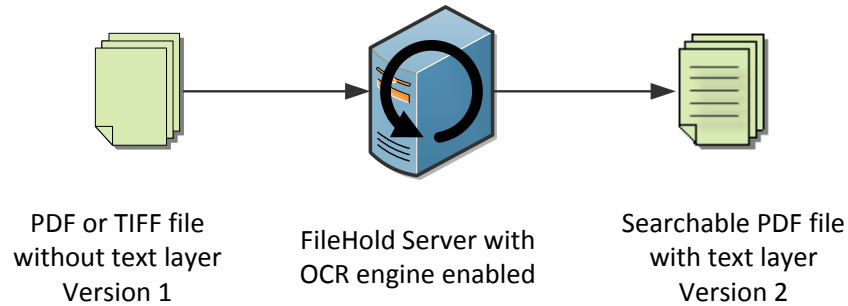 PDF or TIFF file
without text layer
Version 1
FileHold Server with
OCR engine enabled
Searchable PDF file
with text layer
Version 2